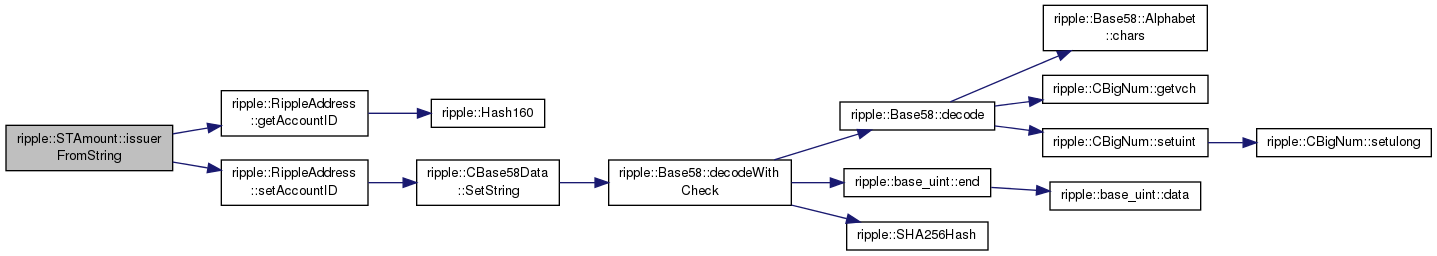 ripple::STAmount::issuer
FromString
ripple::RippleAddress
::getAccountID
ripple::Hash160
ripple::RippleAddress
::setAccountID
ripple::CBase58Data
::SetString
ripple::Base58::decodeWith
Check
ripple::Base58::decode
ripple::Base58::Alphabet
::chars
ripple::CBigNum::getvch
ripple::CBigNum::setuint
ripple::CBigNum::setulong
ripple::base_uint::end
ripple::base_uint::data
ripple::SHA256Hash